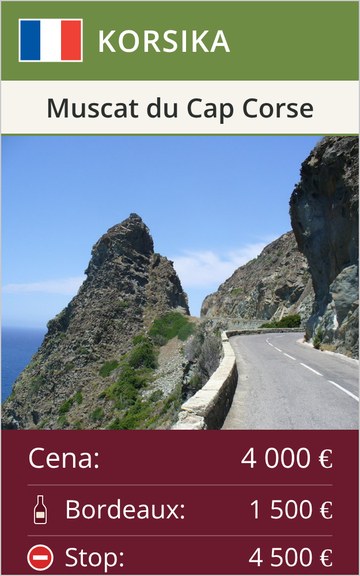 KORSIKA
Muscat du Cap Corse
Cena: 4 000 €
Bordeaux: 1 500 €
Stop: 4 500 €